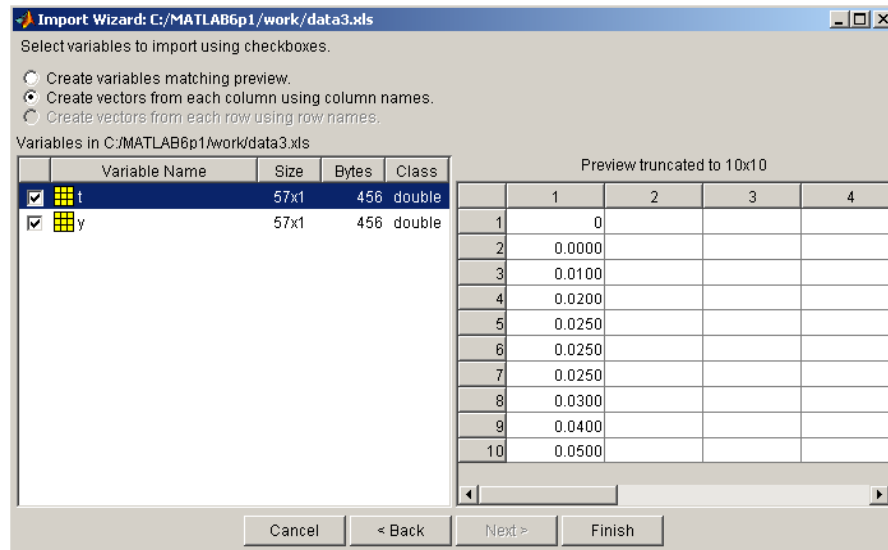 Import Wizard: C:/MATLAB6p1/work/data3.xls
Select variables to import using checkboxes.
Create variables matching preview.
Create vectors from each column using column names.
Create vectors from each row using row names.
Variables in C:/MATLAB6p1/work/data3.xls
Variable Name Size Bytes Class
t 57x1 456 double
y 57x1 456 double
Preview truncated to 10x10
1 2 3 4
1 0
2 0.0000
3 0.0100
4 0.0200
5 0.0250
6 0.0250
7 0.0250
8 0.0300
9 0.0400
10 0.0500
Cancel < Back Next > Finish